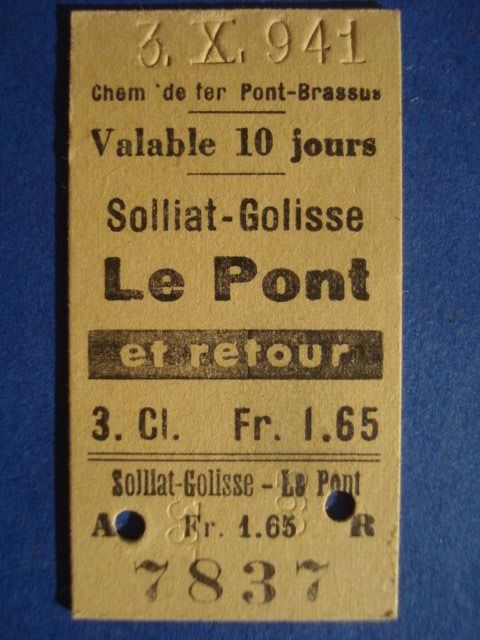 3. X. 941
Chem. de fer Pont-Brassus
Valable 10 jours
Solliat-Golisse
Le Pont
et retour
3. Cl. Fr. 1.65
Solliat-Golisse - Le Pont
A Fr. 1.65 R
7837